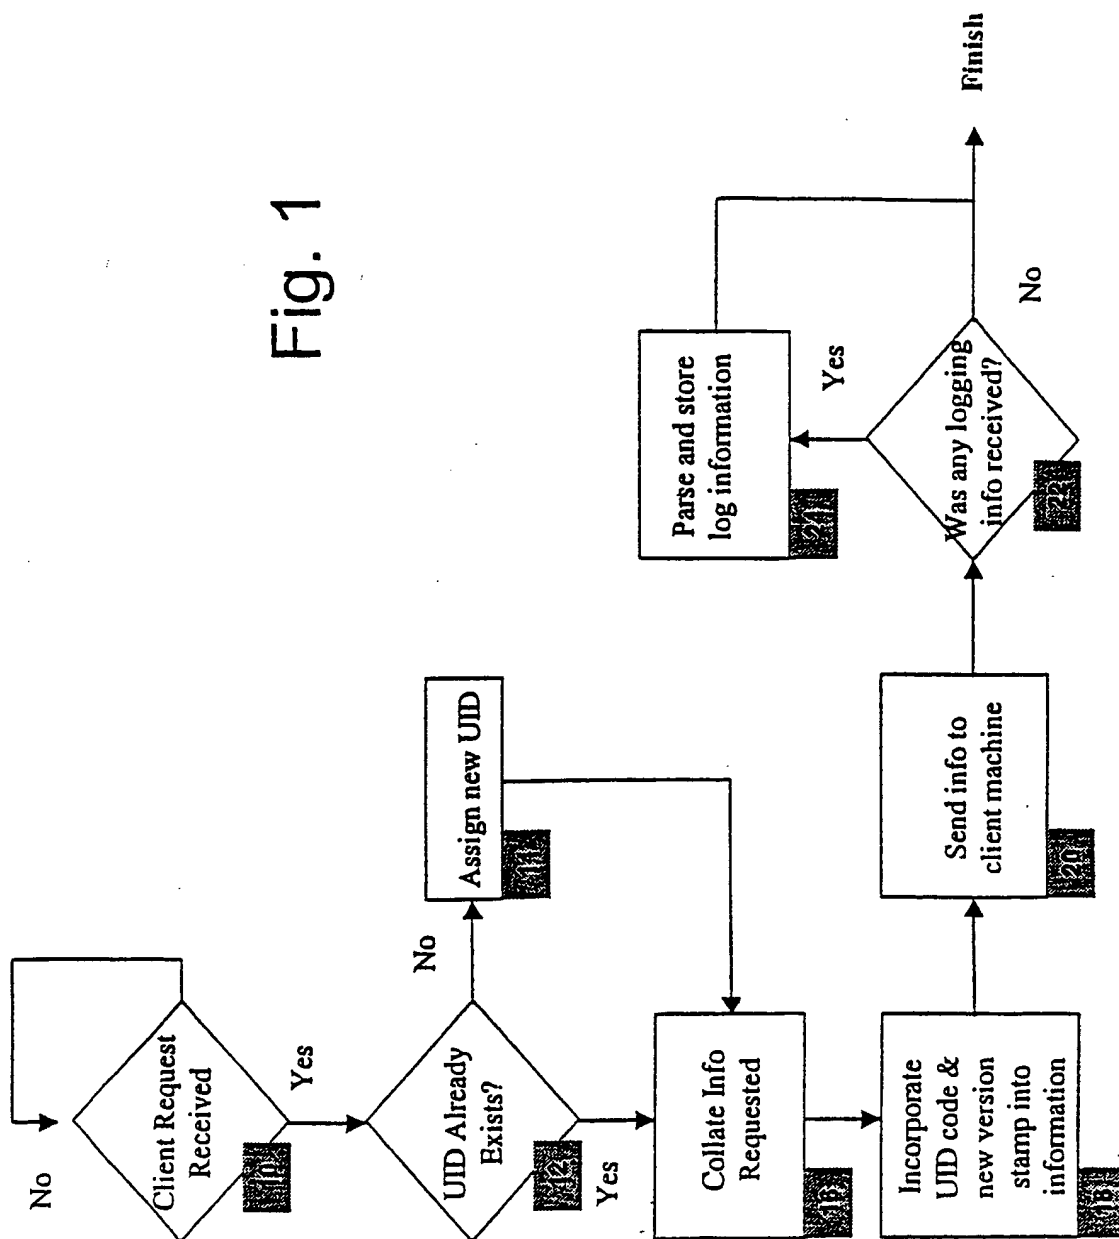 Fig. 1
No
Client Request
Received
10
Yes
UID Already
Exists?
12
No
Assign new UID
14
Yes
Collate Info
Requested
Incorporate
UID code &
new version
stamp into
information
Send info to
client machine
20
Was any logging
info received?
22
Yes
Parse and store
log information
No
Finish